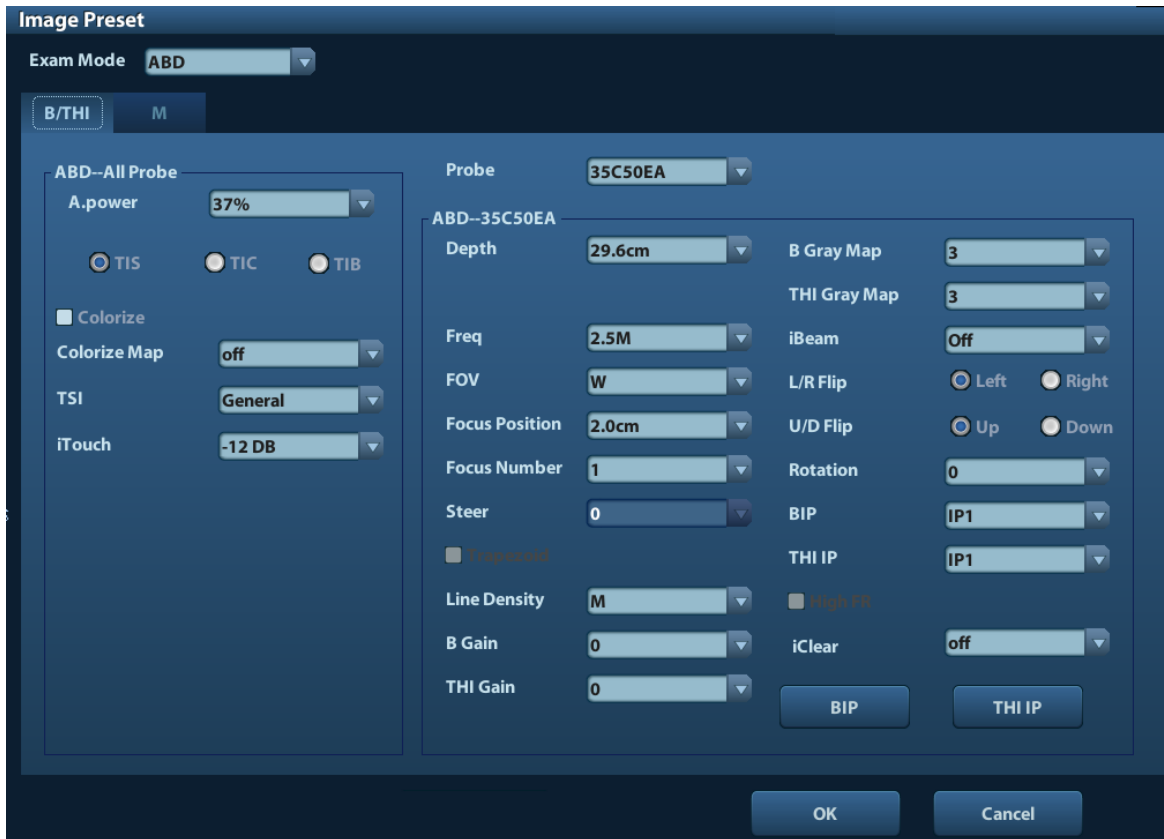 Image Preset
Exam Mode ABD
B/THI M
ABD--All Probe
A.power 37%
TIS TIC TIB
Colorize
Colorize Map off
TSI General
iTouch -12 DB
Probe 35C50EA
ABD--35C50EA
Depth 29.6cm
Freq 2.5M
FOV W
Focus Position 2.0cm
Focus Number 1
Steer 0
Trapezoid
Line Density M
B Gain 0
THI Gain 0
B Gray Map 3
THI Gray Map 3
iBeam Off
L/R Flip Left Right
U/D Flip Up Down
Rotation 0
BIP IP1
THI IP IP1
High FR
iClear off
BIP THI IP
OK Cancel